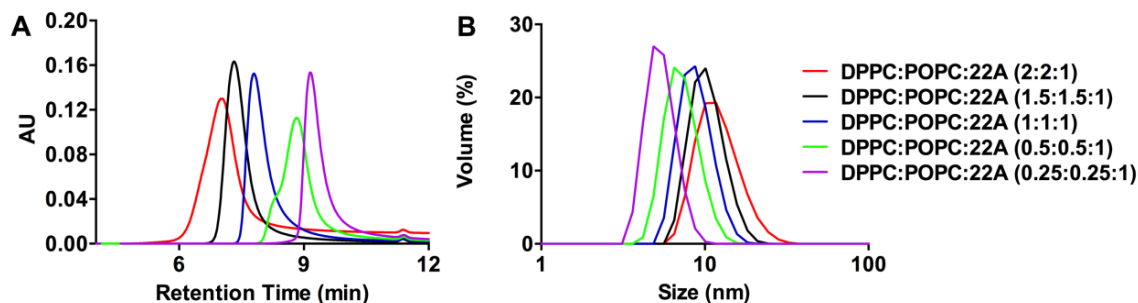 A
AU
0.20
0.16
0.12
0.08
0.04
0.00
6
9
12
Retention Time (min)
B
Volume (%)
30
20
10
0
1
10
100
Size (nm)
DPPC:POPC:22A (2:2:1)
DPPC:POPC:22A (1.5:1.5:1)
DPPC:POPC:22A (1:1:1)
DPPC:POPC:22A (0.5:0.5:1)
DPPC:POPC:22A (0.25:0.25:1)